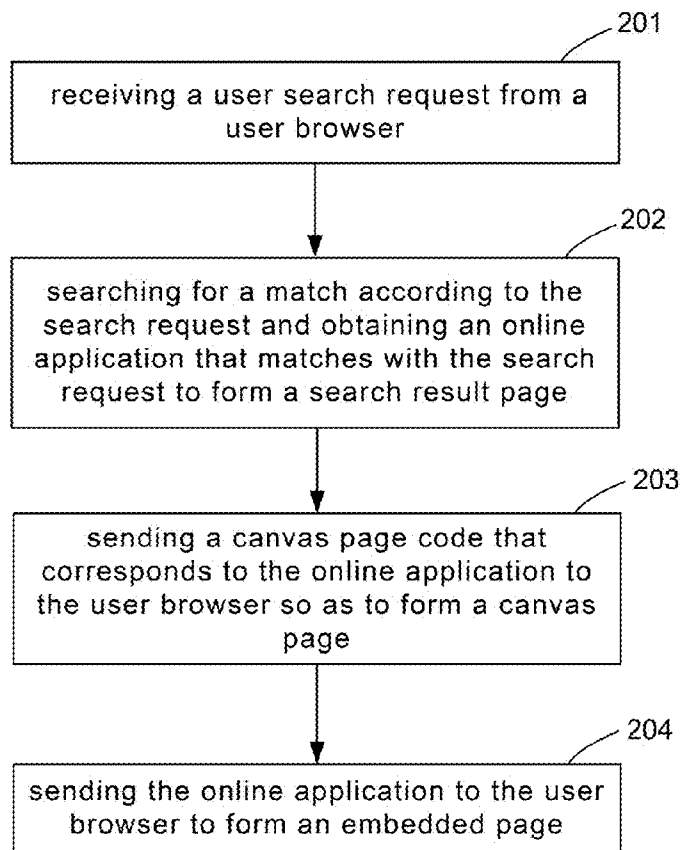 201
receiving a user search request from a
user browser
202
searching for a match according to the
search request and obtaining an online
application that matches with the search
request to form a search result page
203
sending a canvas page code that
corresponds to the online application to
the user browser so as to form a canvas
page
204
sending the online application to the user
browser to form an embedded page